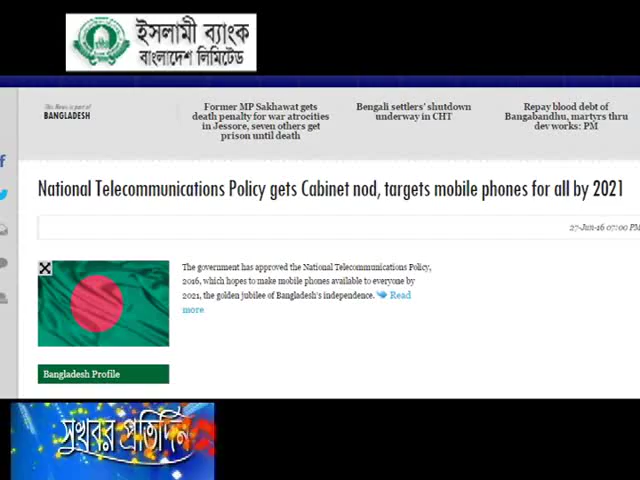 ইসলামী ব্যাংক
বাংলাদেশ লিমিটেড
This News is part of
BANGLADESH
Former MP Sakhawat gets
death penalty for war atrocities
in Jessore, seven others get
prison until death
Bengali settlers' shutdown
underway in CHT
Repay blood debt of
Bangabandhu, martyrs thru
dev works: PM
National Telecommunications Policy gets Cabinet nod, targets mobile phones for all by 2021
27-Jun-16 07:00 PM
The government has approved the National Telecommunications Policy,
2016, which hopes to make mobile phones available to everyone by
2021, the golden jubilee of Bangladesh's independence. Read
more
Bangladesh Profile
সুখবর প্রতিদিন